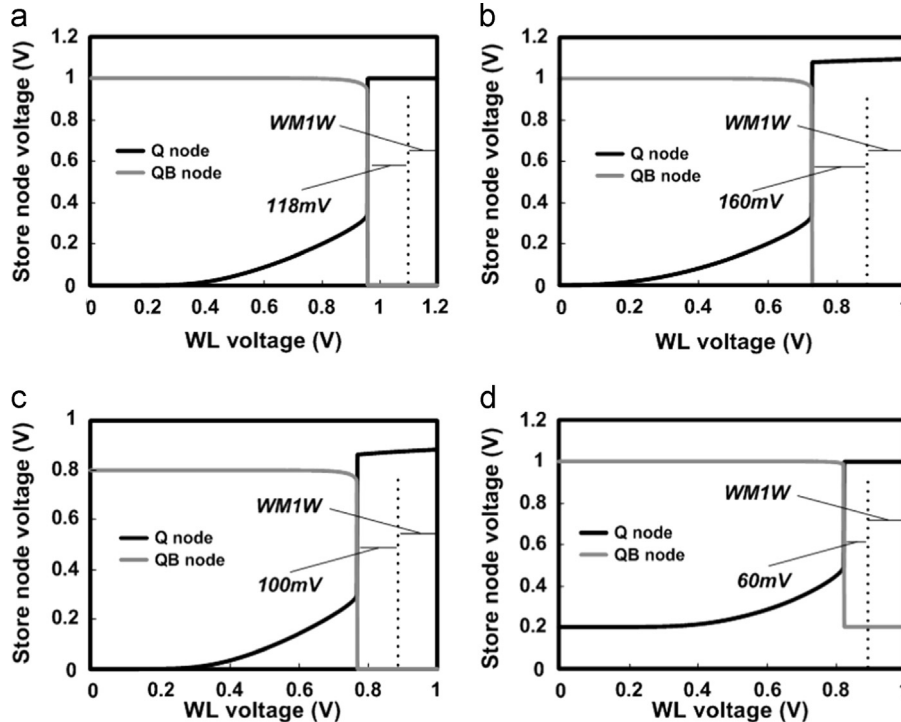 a
Store node voltage (V)
1.2
1
0.8
0.6
0.4
0.2
0
WM1W
Q node
QB node
118mV
0 0.2 0.4 0.6 0.8 1 1.2
WL voltage (V)
b
Store node voltage (V)
1.2
1
0.8
0.6
0.4
0.2
0
WM1W
Q node
QB node
160mV
0 0.2 0.4 0.6 0.8 1
WL voltage (V)
c
Store node voltage (V)
1
0.8
0.6
0.4
0.2
0
WM1W
Q node
QB node
100mV
0 0.2 0.4 0.6 0.8 1
WL voltage (V)
d
Store node voltage (V)
1.2
1
0.8
0.6
0.4
0.2
0
WM1W
Q node
QB node
60mV
0 0.2 0.4 0.6 0.8 1
WL voltage (V)